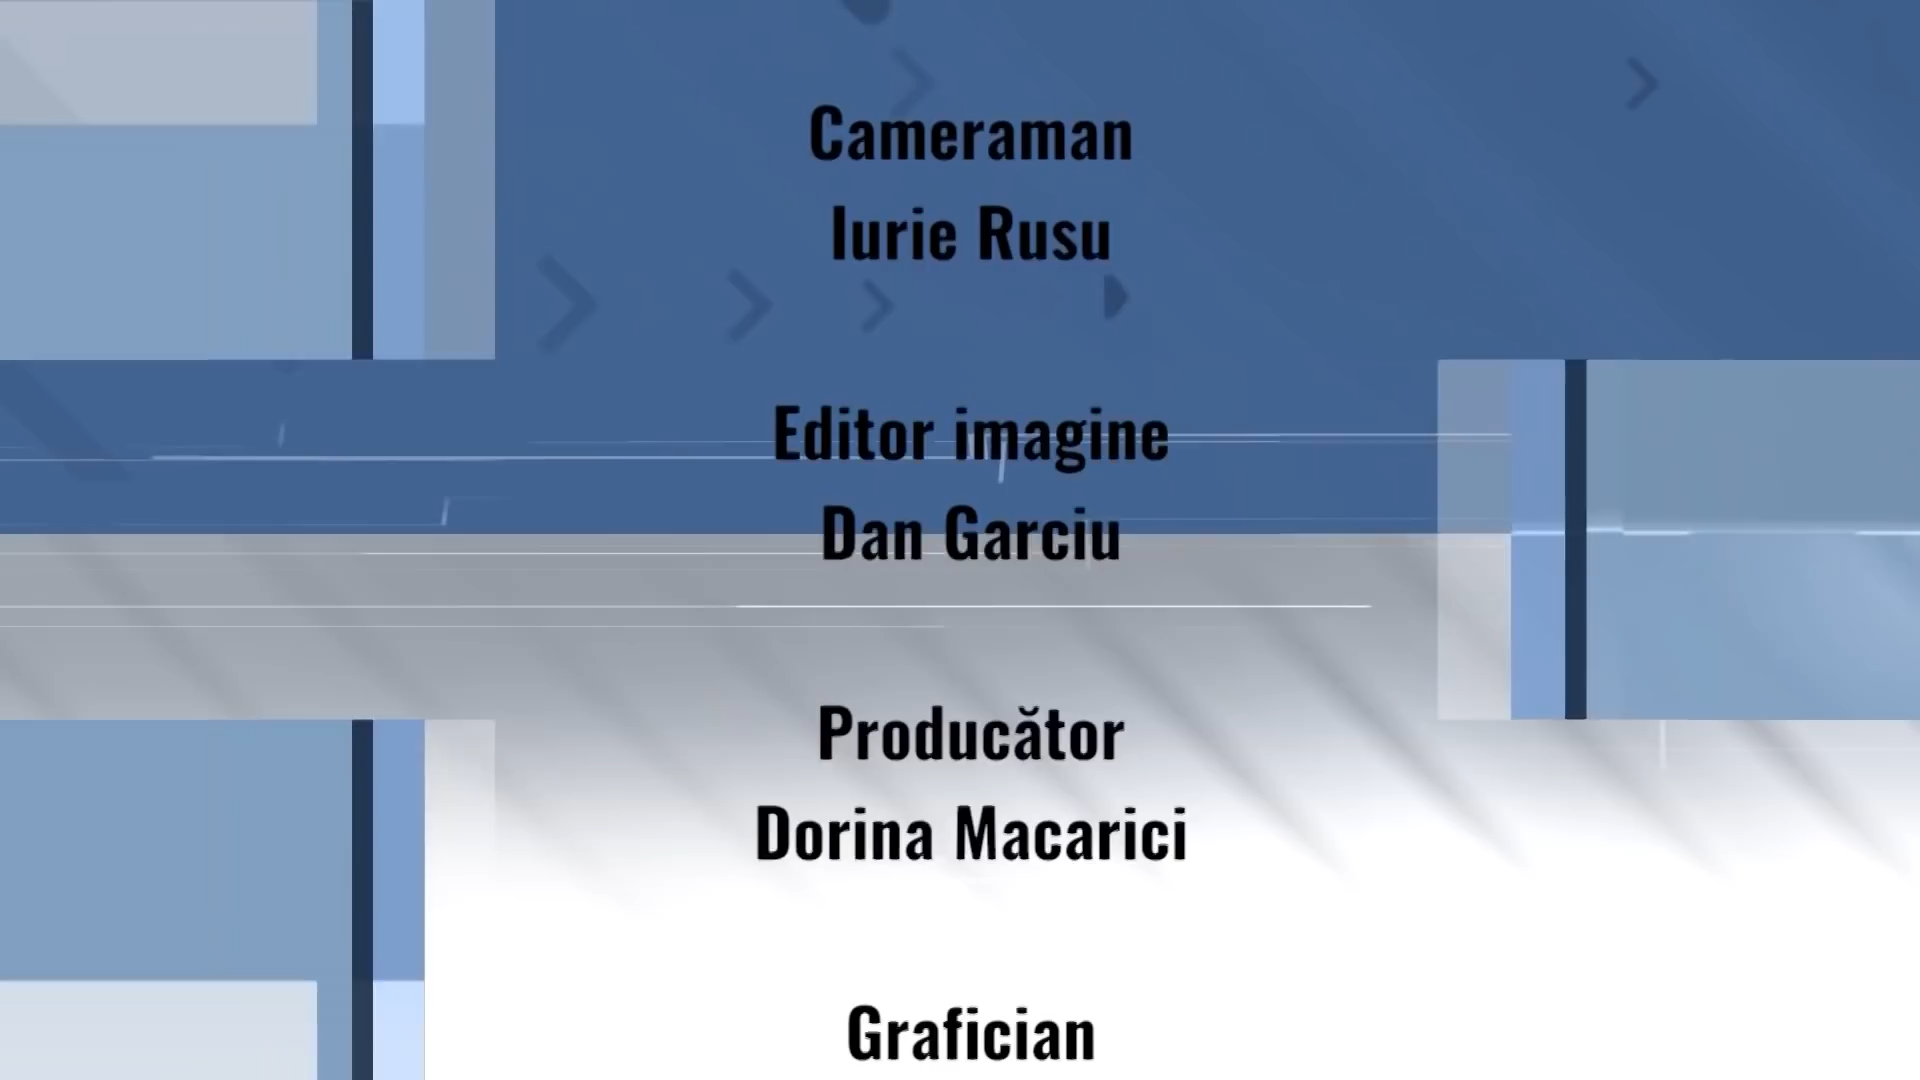 Cameraman
Iurie Rusu
Editor imagine
Dan Garciu
Producător
Dorina Macarici
Grafician